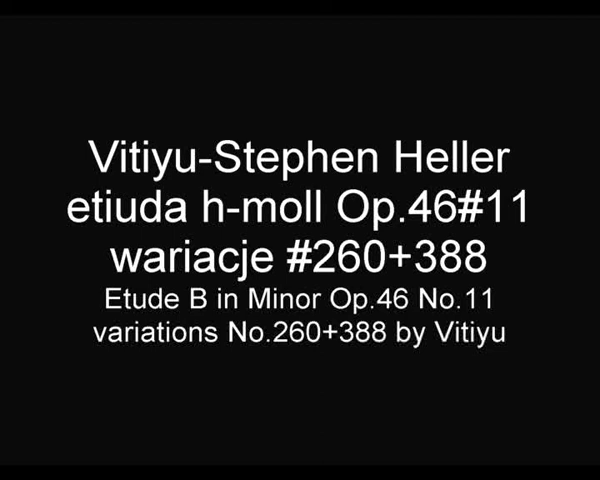 Vitiyu-Stephen Heller
etiuda h-moll Op.46#11
wariacje #260+388
Etude B in Minor Op.46 No.11
variations No.260+388 by Vitiyu